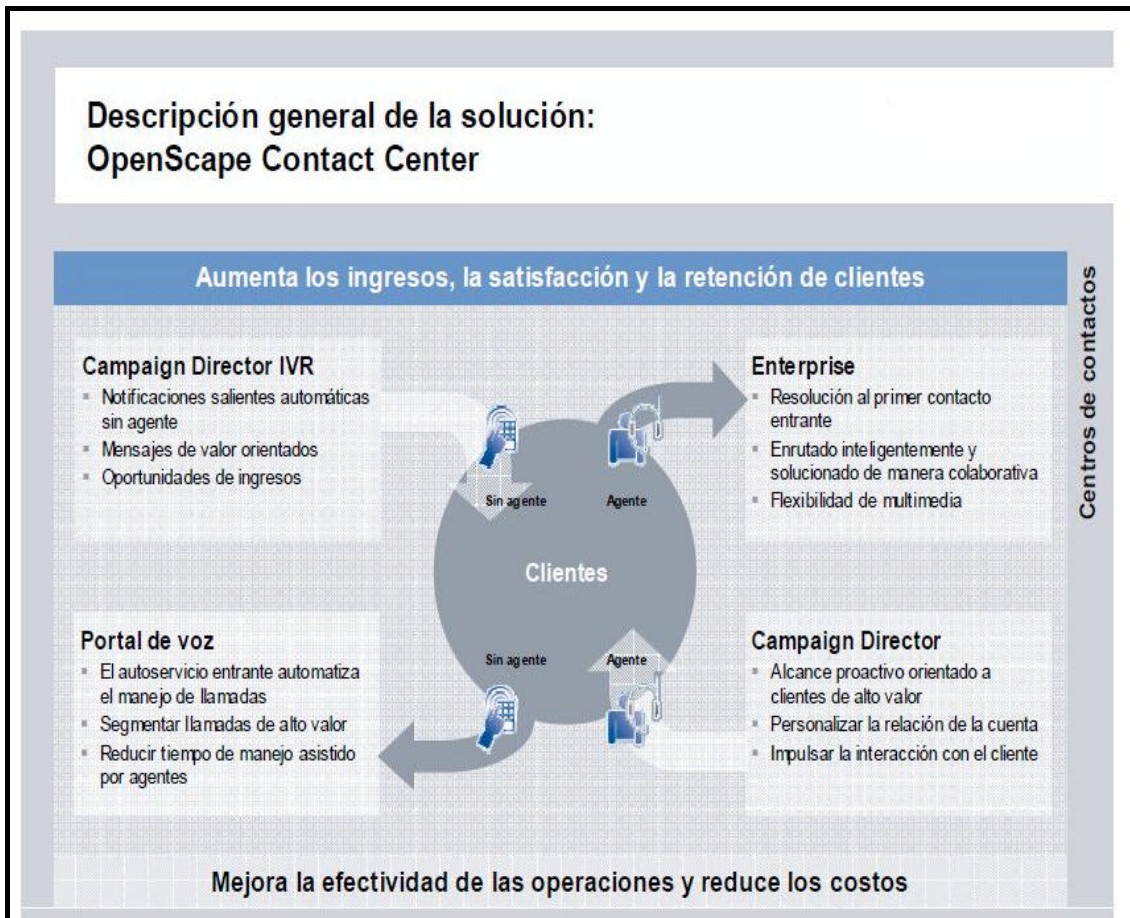 Descripción general de la solución:
OpenScape Contact Center
Aumenta los ingresos, la satisfacción y la retención de clientes
Centros de contactos
Campaign Director IVR
▪ Notificaciones salientes automáticas
sin agente
▪ Mensajes de valor orientados
▪ Oportunidades de ingresos
Enterprise
▪ Resolución al primer contacto
entrante
▪ Enrutado inteligentemente y
solucionado de manera colaborativa
▪ Flexibilidad de multimedia
Sin agente
Agente
Clientes
Sin agente
Agente
Portal de voz
▪ El autoservicio entrante automatiza
el manejo de llamadas
▪ Segmentar llamadas de alto valor
▪ Reducir tiempo de manejo asistido
por agentes
Campaign Director
▪ Alcance proactivo orientado a
clientes de alto valor
▪ Personalizar la relación de la cuenta
▪ Impulsar la interacción con el cliente
Mejora la efectividad de las operaciones y reduce los costos